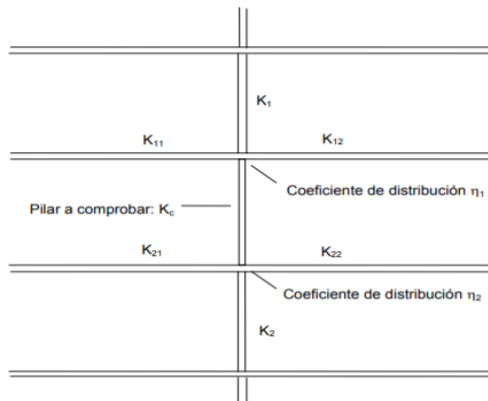 K₁
K₁₁
K₁₂
Coeficiente de distribución η₁
Pilar a comprobar: K꜀
K₂₁
K₂₂
Coeficiente de distribución η₂
K₂